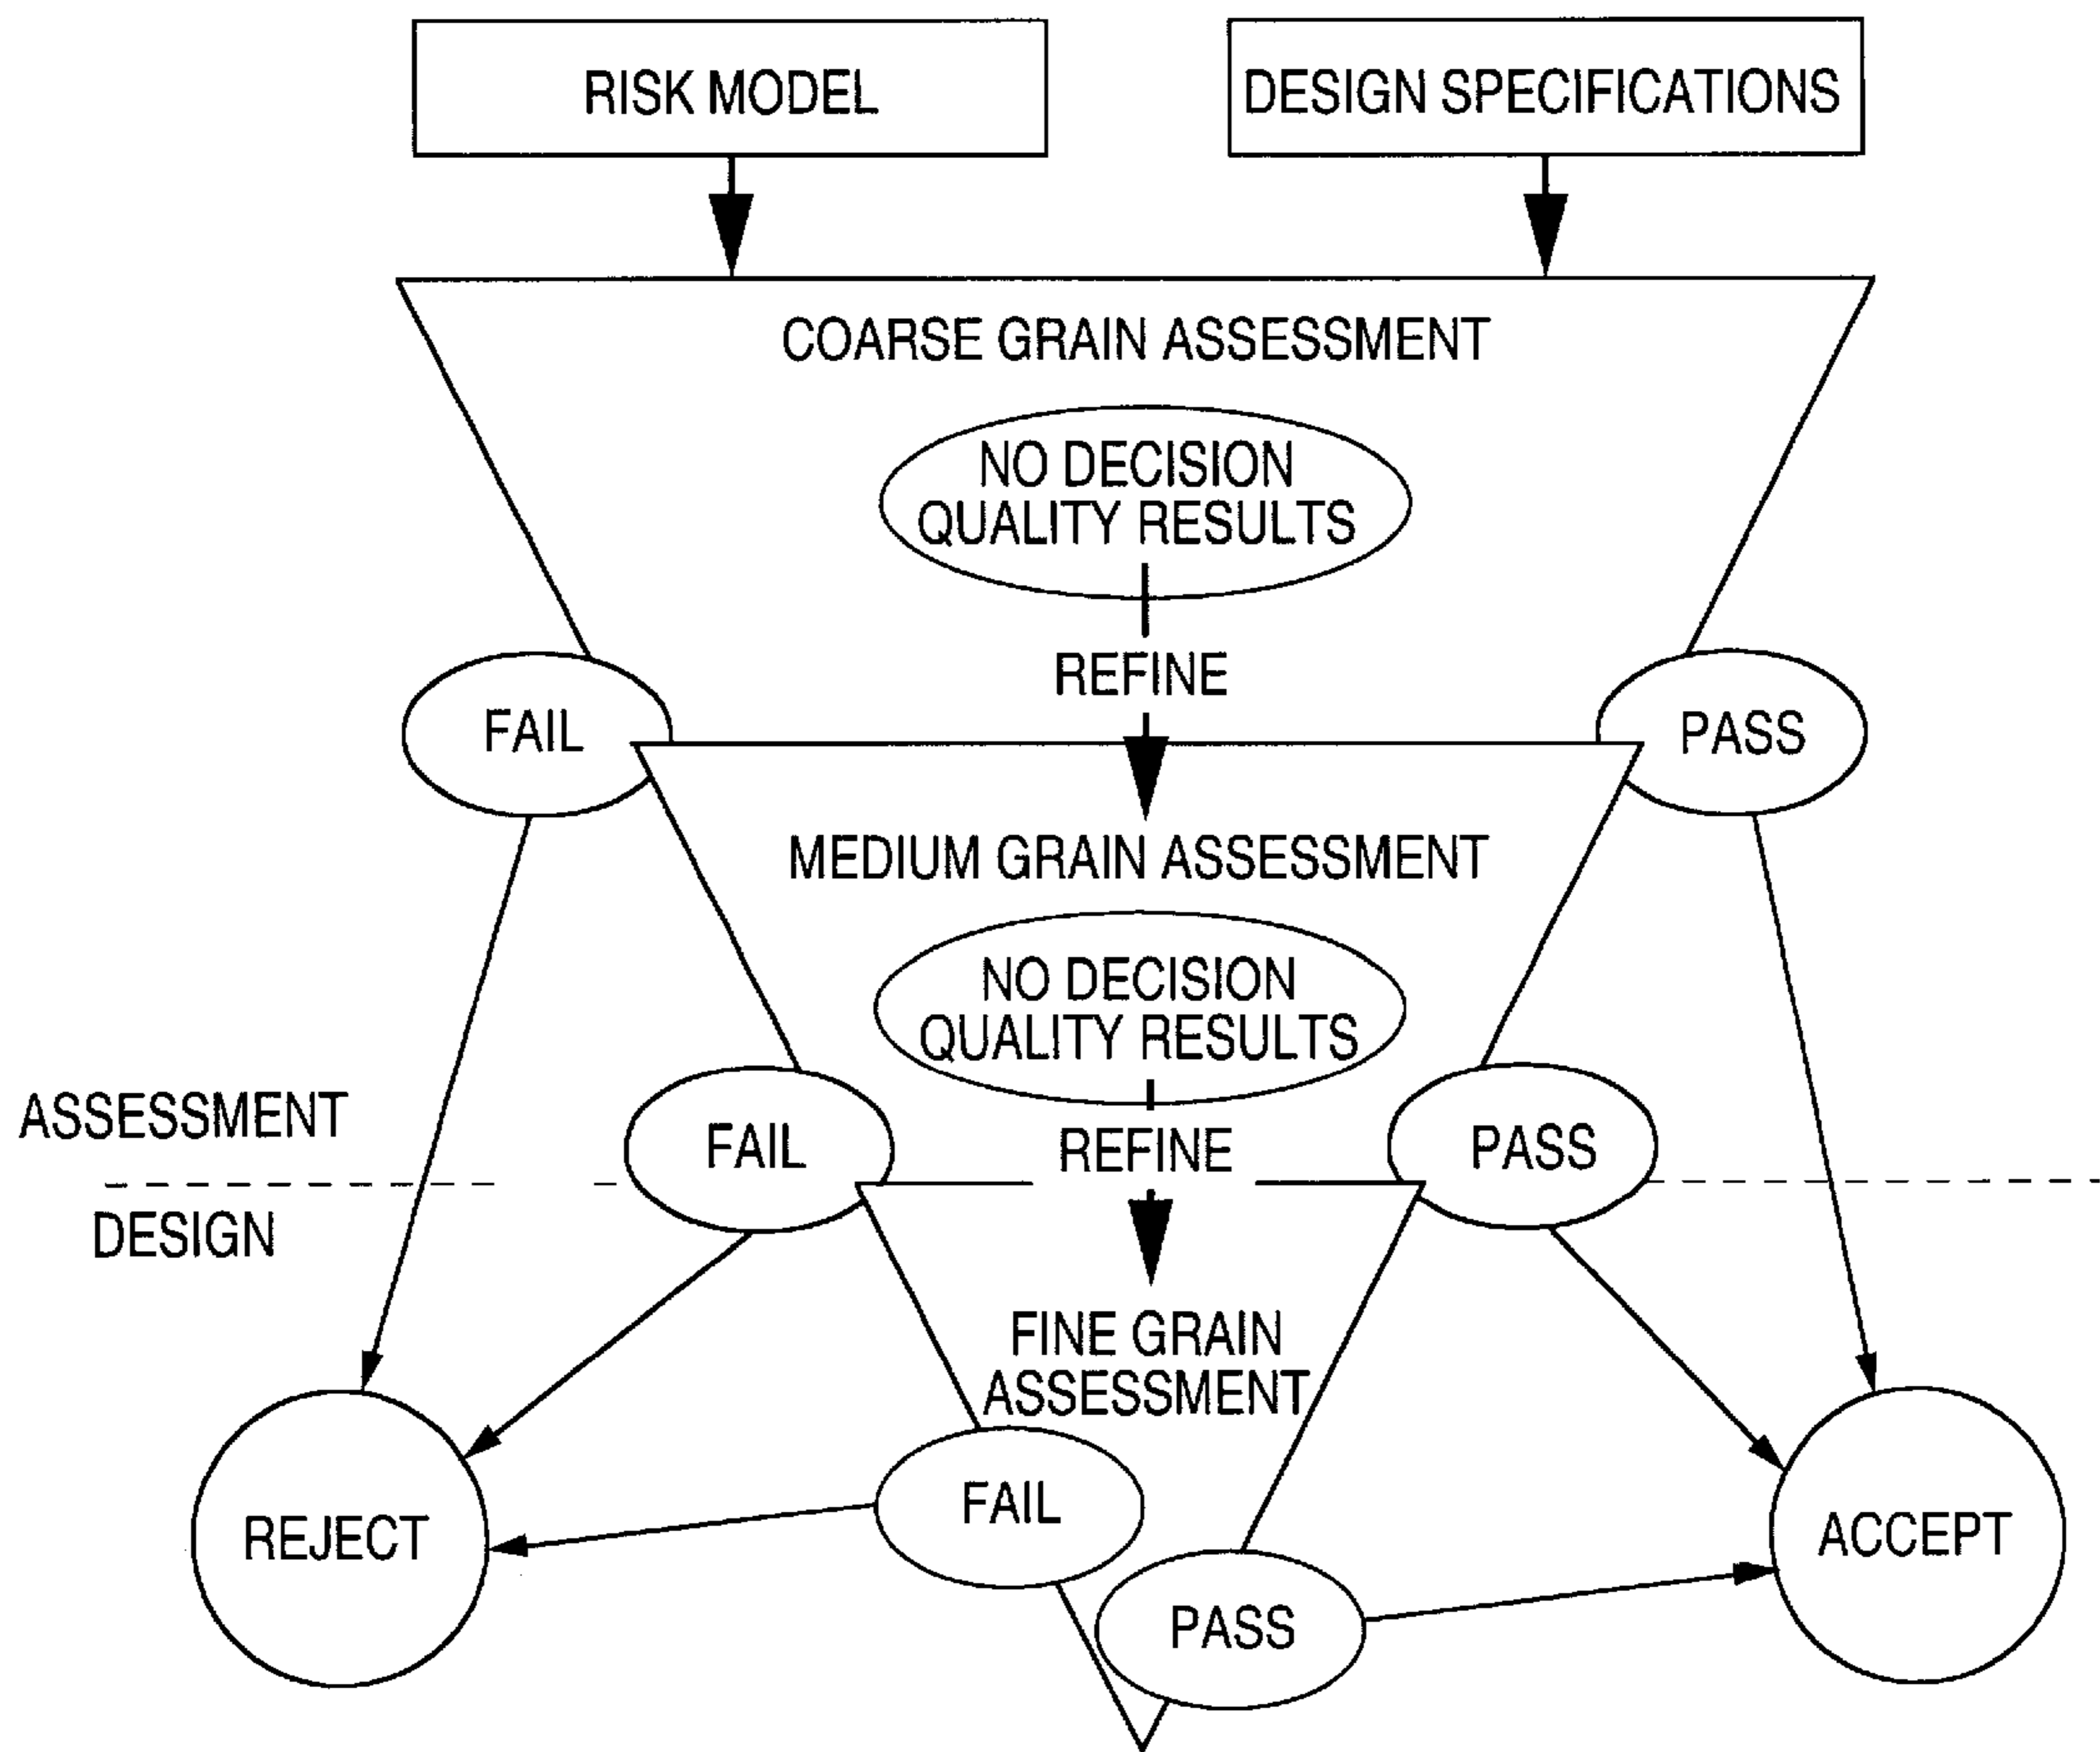 RISK MODEL
DESIGN SPECIFICATIONS
COARSE GRAIN ASSESSMENT
NO DECISION
QUALITY RESULTS
REFINE
FAIL
PASS
MEDIUM GRAIN ASSESSMENT
NO DECISION
QUALITY RESULTS
ASSESSMENT
FAIL
REFINE
PASS
DESIGN
FINE GRAIN
ASSESSMENT
FAIL
REJECT
ACCEPT
PASS